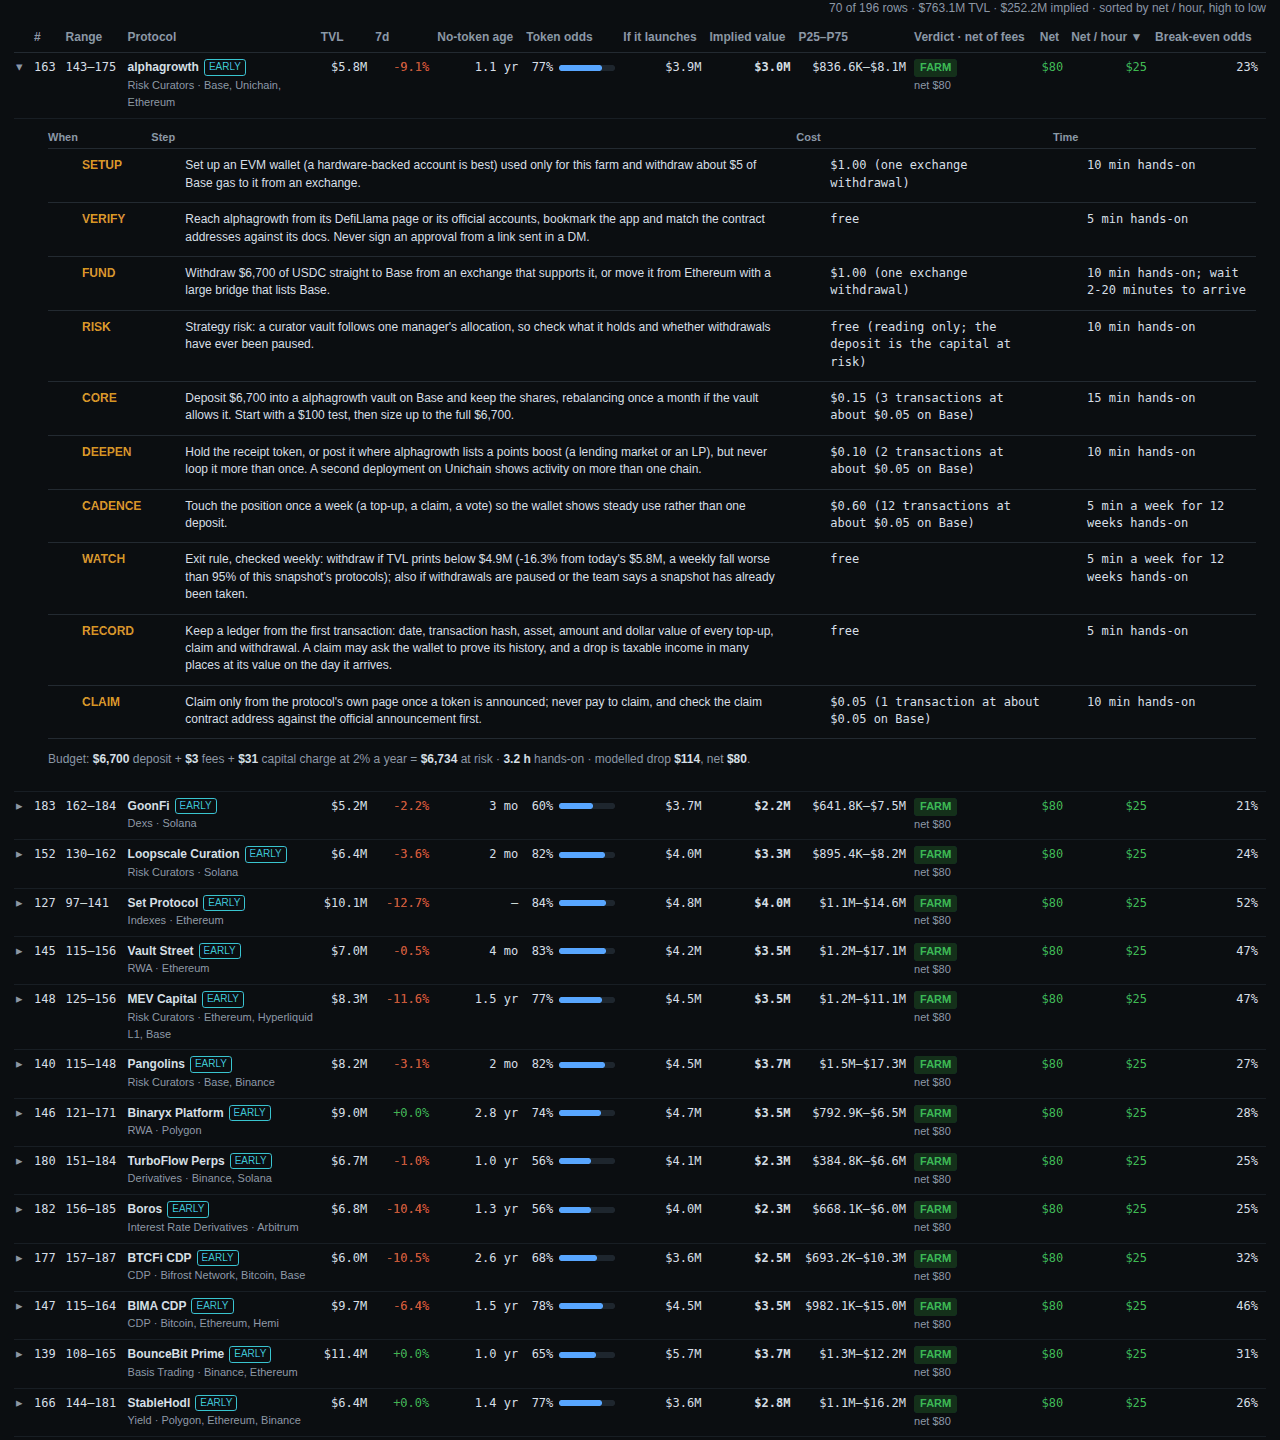 70 of 196 rows · $763.1M TVL · $252.2M implied · sorted by net / hour, high to low
# Range Protocol TVL 7d No-token age Token odds If it launches Implied value P25–P75 Verdict · net of fees Net Net / hour ▼ Break-even odds
▼ 163 143–175 alphagrowth EARLY $5.8M -9.1% 1.1 yr 77% $3.9M $3.0M $836.6K–$8.1M FARM $80 $25 23%
Risk Curators · Base, Unichain, net $80
Ethereum
When Step Cost Time
SETUP Set up an EVM wallet (a hardware-backed account is best) used only for this farm and withdraw about $5 of $1.00 (one exchange 10 min hands-on
Base gas to it from an exchange. withdrawal)
VERIFY Reach alphagrowth from its DefiLlama page or its official accounts, bookmark the app and match the contract free 5 min hands-on
addresses against its docs. Never sign an approval from a link sent in a DM.
FUND Withdraw $6,700 of USDC straight to Base from an exchange that supports it, or move it from Ethereum with a $1.00 (one exchange 10 min hands-on; wait
large bridge that lists Base. withdrawal) 2-20 minutes to arrive
RISK Strategy risk: a curator vault follows one manager's allocation, so check what it holds and whether withdrawals free (reading only; the 10 min hands-on
have ever been paused. deposit is the capital at
risk)
CORE Deposit $6,700 into a alphagrowth vault on Base and keep the shares, rebalancing once a month if the vault $0.15 (3 transactions at 15 min hands-on
allows it. Start with a $100 test, then size up to the full $6,700. about $0.05 on Base)
DEEPEN Hold the receipt token, or post it where alphagrowth lists a points boost (a lending market or an LP), but never $0.10 (2 transactions at 10 min hands-on
loop it more than once. A second deployment on Unichain shows activity on more than one chain. about $0.05 on Base)
CADENCE Touch the position once a week (a top-up, a claim, a vote) so the wallet shows steady use rather than one $0.60 (12 transactions at 5 min a week for 12
deposit. about $0.05 on Base) weeks hands-on
WATCH Exit rule, checked weekly: withdraw if TVL prints below $4.9M (-16.3% from today's $5.8M, a weekly fall worse free 5 min a week for 12
than 95% of this snapshot's protocols); also if withdrawals are paused or the team says a snapshot has already weeks hands-on
been taken.
RECORD Keep a ledger from the first transaction: date, transaction hash, asset, amount and dollar value of every top-up, free 5 min hands-on
claim and withdrawal. A claim may ask the wallet to prove its history, and a drop is taxable income in many
places at its value on the day it arrives.
CLAIM Claim only from the protocol's own page once a token is announced; never pay to claim, and check the claim $0.05 (1 transaction at about 10 min hands-on
contract address against the official announcement first. $0.05 on Base)
Budget: $6,700 deposit + $3 fees + $31 capital charge at 2% a year = $6,734 at risk · 3.2 h hands-on · modelled drop $114, net $80.
▶ 183 162–184 GoonFi EARLY $5.2M -2.2% 3 mo 60% $3.7M $2.2M $641.8K–$7.5M FARM $80 $25 21%
Dexs · Solana net $80
▶ 152 130–162 Loopscale Curation EARLY $6.4M -3.6% 2 mo 82% $4.0M $3.3M $895.4K–$8.2M FARM $80 $25 24%
Risk Curators · Solana net $80
▶ 127 97–141 Set Protocol EARLY $10.1M -12.7% — 84% $4.8M $4.0M $1.1M–$14.6M FARM $80 $25 52%
Indexes · Ethereum net $80
▶ 145 115–156 Vault Street EARLY $7.0M -0.5% 4 mo 83% $4.2M $3.5M $1.2M–$17.1M FARM $80 $25 47%
RWA · Ethereum net $80
▶ 148 125–156 MEV Capital EARLY $8.3M -11.6% 1.5 yr 77% $4.5M $3.5M $1.2M–$11.1M FARM $80 $25 47%
Risk Curators · Ethereum, Hyperliquid net $80
L1, Base
▶ 140 115–148 Pangolins EARLY $8.2M -3.1% 2 mo 82% $4.5M $3.7M $1.5M–$17.3M FARM $80 $25 27%
Risk Curators · Base, Binance net $80
▶ 146 121–171 Binaryx Platform EARLY $9.0M +0.0% 2.8 yr 74% $4.7M $3.5M $792.9K–$6.5M FARM $80 $25 28%
RWA · Polygon net $80
▶ 180 151–184 TurboFlow Perps EARLY $6.7M -1.0% 1.0 yr 56% $4.1M $2.3M $384.8K–$6.6M FARM $80 $25 25%
Derivatives · Binance, Solana net $80
▶ 182 156–185 Boros EARLY $6.8M -10.4% 1.3 yr 56% $4.0M $2.3M $668.1K–$6.0M FARM $80 $25 25%
Interest Rate Derivatives · Arbitrum net $80
▶ 177 157–187 BTCFi CDP EARLY $6.0M -10.5% 2.6 yr 68% $3.6M $2.5M $693.2K–$10.3M FARM $80 $25 32%
CDP · Bifrost Network, Bitcoin, Base net $80
▶ 147 115–164 BIMA CDP EARLY $9.7M -6.4% 1.5 yr 78% $4.5M $3.5M $982.1K–$15.0M FARM $80 $25 46%
CDP · Bitcoin, Ethereum, Hemi net $80
▶ 139 108–165 BounceBit Prime EARLY $11.4M +0.0% 1.0 yr 65% $5.7M $3.7M $1.3M–$12.2M FARM $80 $25 31%
Basis Trading · Binance, Ethereum net $80
▶ 166 144–181 StableHodl EARLY $6.4M +0.0% 1.4 yr 77% $3.6M $2.8M $1.1M–$16.2M FARM $80 $25 26%
Yield · Polygon, Ethereum, Binance net $80